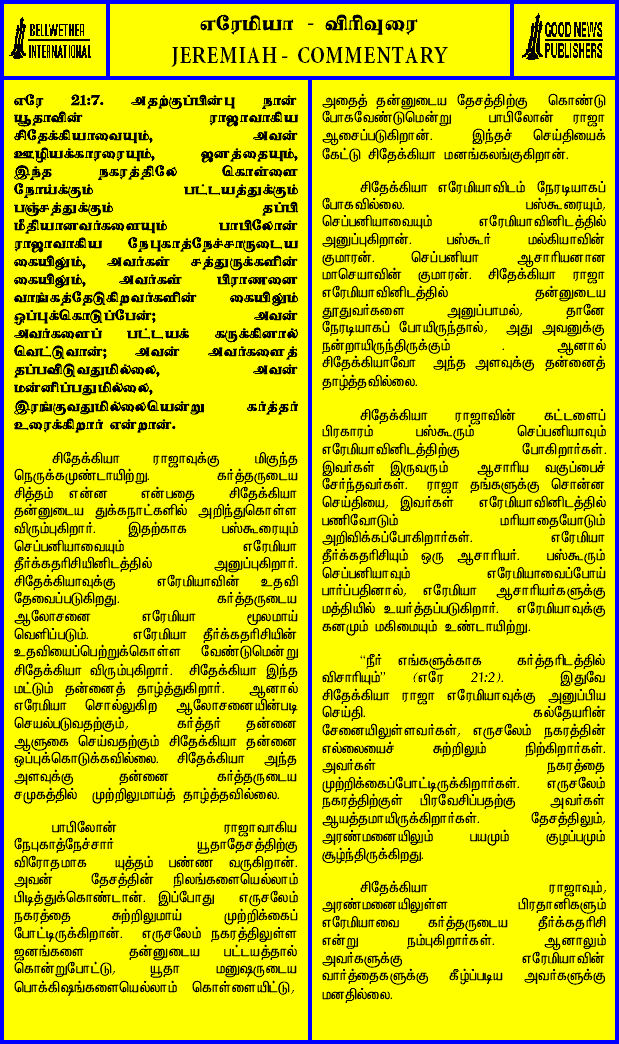 BELLWETHER
INTERNATIONAL
எரேமியா - விரிவுரை
JEREMIAH - COMMENTARY
GOOD NEWS
PUBLISHERS
எரே 21:7. அதற்குப்பின்பு நான்
யூதாவின் ராஜாவாகிய
சிதேக்கியாவையும், அவன்
ஊழியக்காரரையும், ஜனத்தையும்,
இந்த நகரத்திலே கொள்ளை
நோய்க்கும் பட்டயத்துக்கும்
பஞ்சத்துக்கும் தப்பி
மீதியானவர்களையும் பாபிலோன்
ராஜாவாகிய நேபுகாத்நேச்சாருடைய
கையிலும், அவர்கள் சத்துருக்களின்
கையிலும், அவர்கள் பிராணனை
வாங்கத்தேடுகிறவர்களின் கையிலும்
ஒப்புக்கொடுப்பேன்; அவன்
அவர்களைப் பட்டயக் கருக்கினால்
வெட்டுவான்; அவன் அவர்களைத்
தப்பவிடுவதுமில்லை, அவன்
மன்னிப்பதுமில்லை,
இரங்குவதுமில்லையென்று கர்த்தர்
உரைக்கிறார் என்றான்.
சிதேக்கியா ராஜாவுக்கு மிகுந்த
நெருக்கமுண்டாயிற்று. கர்த்தருடைய
சித்தம் என்ன என்பதை சிதேக்கியா
தன்னுடைய துக்கநாட்களில் அறிந்துகொள்ள
விரும்புகிறார். இதற்காக பஸ்கூரையும்
செப்பனியாவையும் எரேமியா
தீர்க்கதரிசியினிடத்தில் அனுப்புகிறார்.
சிதேக்கியாவுக்கு எரேமியாவின் உதவி
தேவைப்படுகிறது. கர்த்தருடைய
ஆலோசனை எரேமியா மூலமாய்
வெளிப்படும். எரேமியா தீர்க்கதரிசியின்
உதவியைப்பெற்றுக்கொள்ள வேண்டுமென்று
சிதேக்கியா விரும்புகிறார். சிதேக்கியா இந்த
மட்டும் தன்னைத் தாழ்த்துகிறார். ஆனால்
எரேமியா சொல்லுகிற ஆலோசனையின்படி
செயல்படுவதற்கும், கர்த்தர் தன்னை
ஆளுகை செய்வதற்கும் சிதேக்கியா தன்னை
ஒப்புக்கொடுக்கவில்லை. சிதேக்கியா அந்த
அளவுக்கு தன்னை கர்த்தருடைய
சமுகத்தில் முற்றிலுமாய்த் தாழ்த்தவில்லை.
பாபிலோன் ராஜாவாகிய
நேபுகாத்நேச்சார் யூதாதேசத்திற்கு
விரோதமாக யுத்தம் பண்ண வருகிறான்.
அவன் தேசத்தின் நிலங்களையெல்லாம்
பிடித்துக்கொண்டான். இப்போது எருசலேம்
நகரத்தை சுற்றிலுமாய் முற்றிக்கைப்
போட்டிருக்கிறான். எருசலேம் நகரத்திலுள்ள
ஜனங்களை தன்னுடைய பட்டயத்தால்
கொன்றுபோட்டு, யூதா மனுஷருடைய
பொக்கிஷங்களையெல்லாம் கொள்ளையிட்டு,
அதைத் தன்னுடைய தேசத்திற்கு கொண்டு
போகவேண்டுமென்று பாபிலோன் ராஜா
ஆசைப்படுகிறான். இந்தச் செய்தியைக்
கேட்டு சிதேக்கியா மனங்கலங்குகிறான்.
சிதேக்கியா எரேமியாவிடம் நேரடியாகப்
போகவில்லை. பஸ்கூரையும்,
செப்பனியாவையும் எரேமியாவினிடத்தில்
அனுப்புகிறான். பஸ்கூர் மல்கியாவின்
குமாரன். செப்பனியா ஆசாரியனான
மாசெயாவின் குமாரன். சிதேக்கியா ராஜா
எரேமியாவினிடத்தில் தன்னுடைய
தூதுவர்களை அனுப்பாமல், தானே
நேரடியாகப் போயிருந்தால், அது அவனுக்கு
நன்றாயிருந்திருக்கும் . ஆனால்
சிதேக்கியாவோ அந்த அளவுக்கு தன்னைத்
தாழ்த்தவில்லை.
சிதேக்கியா ராஜாவின் கட்டளைப்
பிரகாரம் பஸ்கூரும் செப்பனியாவும்
எரேமியாவினிடத்திற்கு போகிறார்கள்.
இவர்கள் இருவரும் ஆசாரிய வகுப்பைச்
சேர்ந்தவர்கள். ராஜா தங்களுக்கு சொன்ன
செய்தியை, இவர்கள் எரேமியாவினிடத்தில்
பணிவோடும் மரியாதையோடும்
அறிவிக்கப்போகிறார்கள். எரேமியா
தீர்க்கதரிசியும் ஒரு ஆசாரியர். பஸ்கூரும்
செப்பனியாவும் எரேமியாவைப்போய்
பார்ப்பதினால், எரேமியா ஆசாரியர்களுக்கு
மத்தியில் உயர்த்தப்படுகிறார். எரேமியாவுக்கு
கனமும் மகிமையும் உண்டாயிற்று.
“நீர் எங்களுக்காக கர்த்தரிடத்தில்
விசாரியும்” (எரே 21:2). இதுவே
சிதேக்கியா ராஜா எரேமியாவுக்கு அனுப்பிய
செய்தி. கல்தேயரின்
சேனையிலுள்ளவர்கள், எருசலேம் நகரத்தின்
எல்லையைச் சுற்றிலும் நிற்கிறார்கள்.
அவர்கள் நகரத்தை
முற்றிக்கைப்போட்டிருக்கிறார்கள். எருசலேம்
நகரத்திற்குள் பிரவேசிப்பதற்கு அவர்கள்
ஆயத்தமாயிருக்கிறார்கள். தேசத்திலும்,
அரண்மனையிலும் பயமும் குழப்பமும்
சூழ்ந்திருக்கிறது.
சிதேக்கியா ராஜாவும்,
அரண்மனையிலுள்ள பிரதானிகளும்
எரேமியாவை கர்த்தருடைய தீர்க்கதரிசி
என்று நம்புகிறார்கள். ஆனாலும்
அவர்களுக்கு எரேமியாவின்
வார்த்தைகளுக்கு கீழ்ப்படிய அவர்களுக்கு
மனதில்லை.